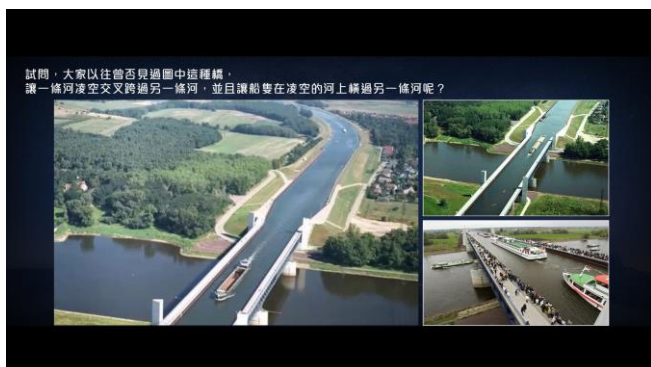 試問，大家以往曾否見過圖中這種橋，
讓一條河凌空交叉跨過另一條河，並且讓船隻在凌空的河上橫過另一條河呢？